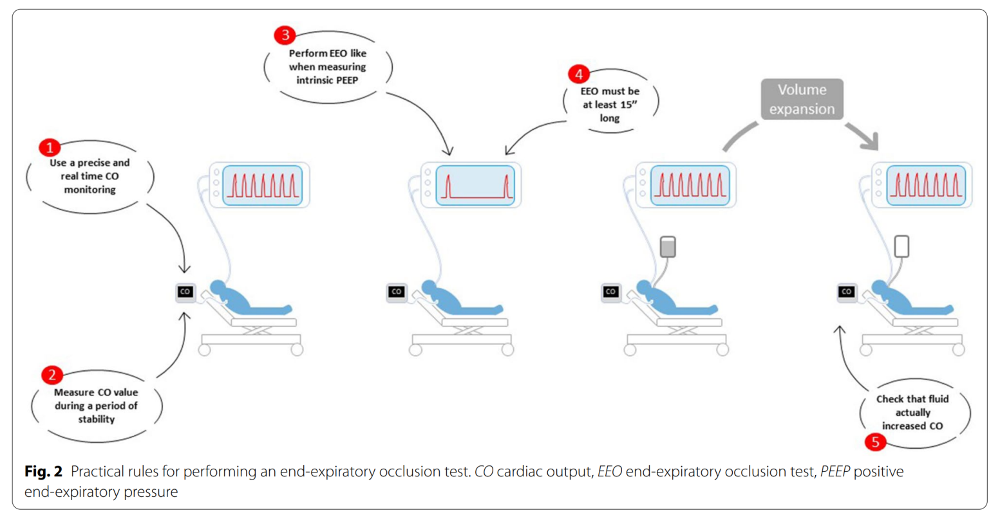 1
Use a precise and
real time CO
monitoring
2
Measure CO value
during a period of
stability
3
Perform EEO like
when measuring
intrinsic PEEP
4
EEO must be
at least 15″
long
Volume
expansion
CO
CO
CO
CO
Check that fluid
actually
increased CO
5
Fig. 2 Practical rules for performing an end-expiratory occlusion test. CO cardiac output, EEO end-expiratory occlusion test, PEEP positive
end-expiratory pressure